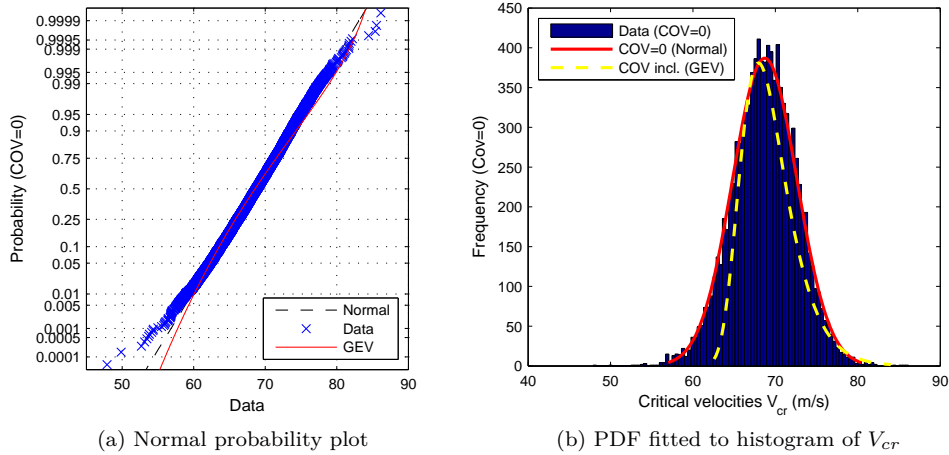 Probability (COV=0)
0.9999
0.9995
0.999
0.995
0.99
0.95
0.9
0.75
0.5
0.25
0.1
0.05
0.01
0.005
0.001
0.0005
0.0001
Normal
Data
GEV
50 60 70 80 90
Data
(a) Normal probability plot
Frequency (Cov=0)
450
400
350
300
250
200
150
100
50
0
Data (COV=0)
COV=0 (Normal)
COV incl. (GEV)
40 50 60 70 80 90
Critical velocities V_cr (m/s)
(b) PDF fitted to histogram of V_cr